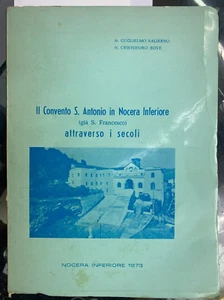 Il Convento S. Antonio in Nocera Inferiore
(già S. Francesco)
attraverso i secoli
NOCERA INFERIORE 1973